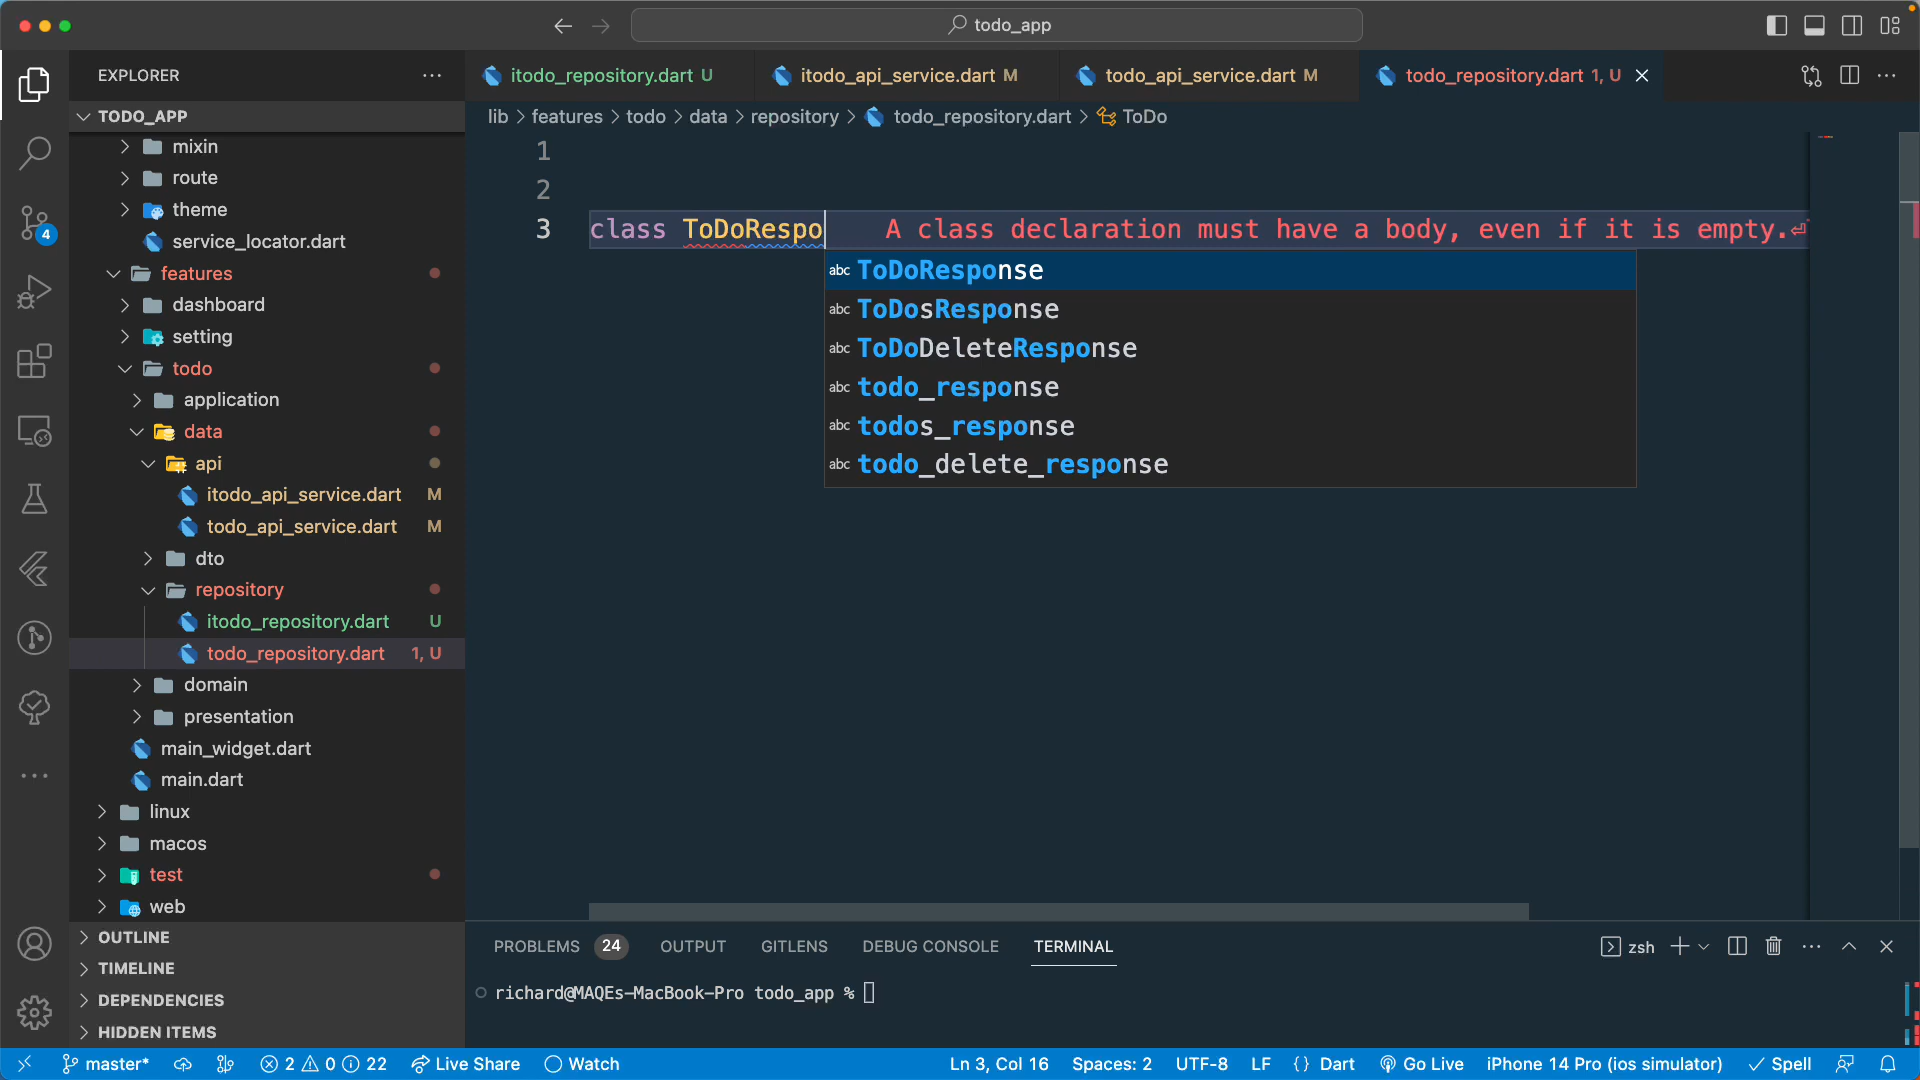 todo_app
EXPLORER
TODO_APP
mixin
route
theme
service_locator.dart
features
dashboard
setting
todo
application
data
api
itodo_api_service.dart M
todo_api_service.dart M
dto
repository
itodo_repository.dart U
todo_repository.dart 1, U
domain
presentation
main_widget.dart
main.dart
linux
macos
test
web
OUTLINE
TIMELINE
DEPENDENCIES
HIDDEN ITEMS
4
itodo_repository.dart U
itodo_api_service.dart M
todo_api_service.dart M
todo_repository.dart 1, U
lib > features > todo > data > repository > todo_repository.dart > ToDo
1
2
3 class ToDoRespo A class declaration must have a body, even if it is empty.
abc ToDoResponse
abc ToDosResponse
abc ToDoDeleteResponse
abc todo_response
abc todos_response
abc todo_delete_response
PROBLEMS 24 OUTPUT GITLENS DEBUG CONSOLE TERMINAL
zsh
richard@MAQEs-MacBook-Pro todo_app %
master* 2 0 22 Live Share Watch Ln 3, Col 16 Spaces: 2 UTF-8 LF {} Dart Go Live iPhone 14 Pro (ios simulator) Spell